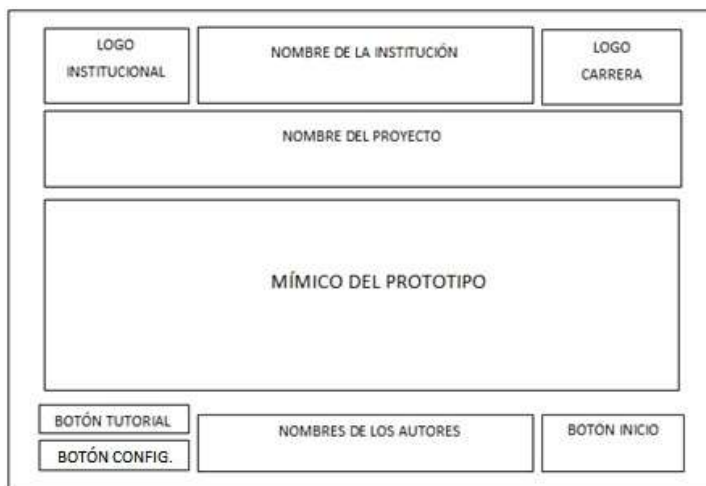 LOGO
INSTITUCIONAL
NOMBRE DE LA INSTITUCIÓN
LOGO
CARRERA
NOMBRE DEL PROYECTO
MÍMICO DEL PROTOTIPO
BOTÓN TUTORIAL
BOTÓN CONFIG.
NOMBRES DE LOS AUTORES
BOTÓN INICIO